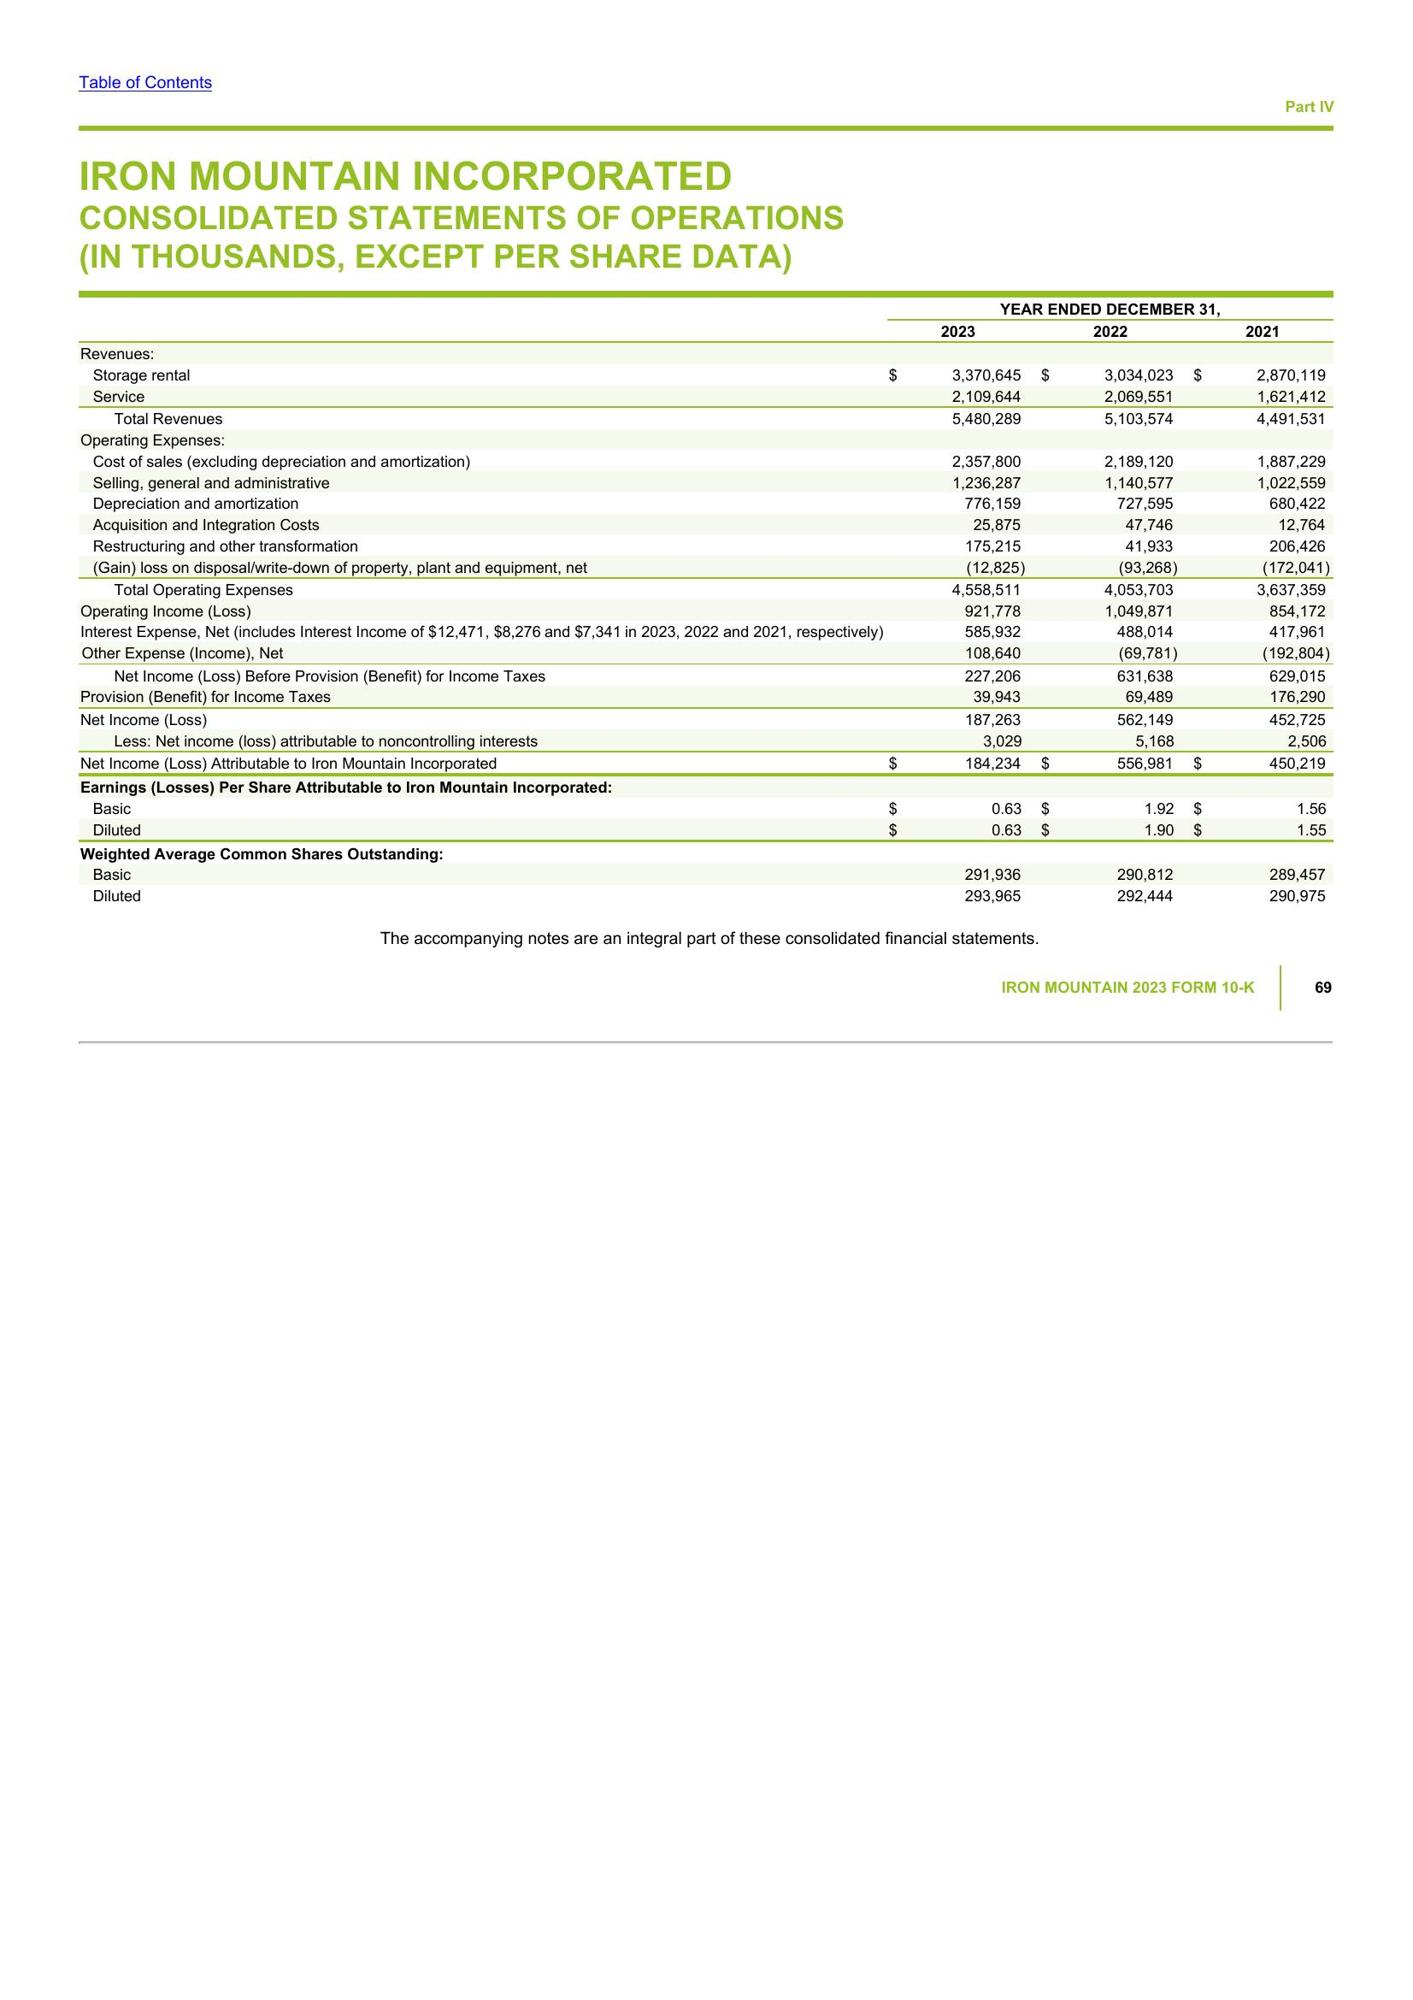 Table of Contents
Part IV
IRON MOUNTAIN INCORPORATED
CONSOLIDATED STATEMENTS OF OPERATIONS
(IN THOUSANDS, EXCEPT PER SHARE DATA)
YEAR ENDED DECEMBER 31,
2023 2022 2021
Revenues:
Storage rental $ 3,370,645 $ 3,034,023 $ 2,870,119
Service 2,109,644 2,069,551 1,621,412
Total Revenues 5,480,289 5,103,574 4,491,531
Operating Expenses:
Cost of sales (excluding depreciation and amortization) 2,357,800 2,189,120 1,887,229
Selling, general and administrative 1,236,287 1,140,577 1,022,559
Depreciation and amortization 776,159 727,595 680,422
Acquisition and Integration Costs 25,875 47,746 12,764
Restructuring and other transformation 175,215 41,933 206,426
(Gain) loss on disposal/write-down of property, plant and equipment, net (12,825) (93,268) (172,041)
Total Operating Expenses 4,558,511 4,053,703 3,637,359
Operating Income (Loss) 921,778 1,049,871 854,172
Interest Expense, Net (includes Interest Income of $12,471, $8,276 and $7,341 in 2023, 2022 and 2021, respectively) 585,932 488,014 417,961
Other Expense (Income), Net 108,640 (69,781) (192,804)
Net Income (Loss) Before Provision (Benefit) for Income Taxes 227,206 631,638 629,015
Provision (Benefit) for Income Taxes 39,943 69,489 176,290
Net Income (Loss) 187,263 562,149 452,725
Less: Net income (loss) attributable to noncontrolling interests 3,029 5,168 2,506
Net Income (Loss) Attributable to Iron Mountain Incorporated $ 184,234 $ 556,981 $ 450,219
Earnings (Losses) Per Share Attributable to Iron Mountain Incorporated:
Basic $ 0.63 $ 1.92 $ 1.56
Diluted $ 0.63 $ 1.90 $ 1.55
Weighted Average Common Shares Outstanding:
Basic 291,936 290,812 289,457
Diluted 293,965 292,444 290,975
The accompanying notes are an integral part of these consolidated financial statements.
IRON MOUNTAIN 2023 FORM 10-K 69